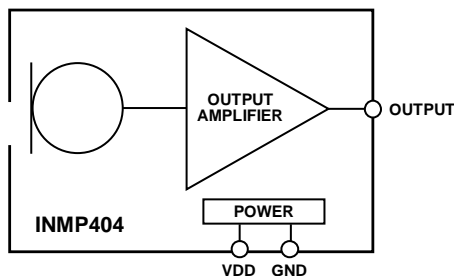 OUTPUT
AMPLIFIER
OUTPUT
POWER
INMP404
VDD GND